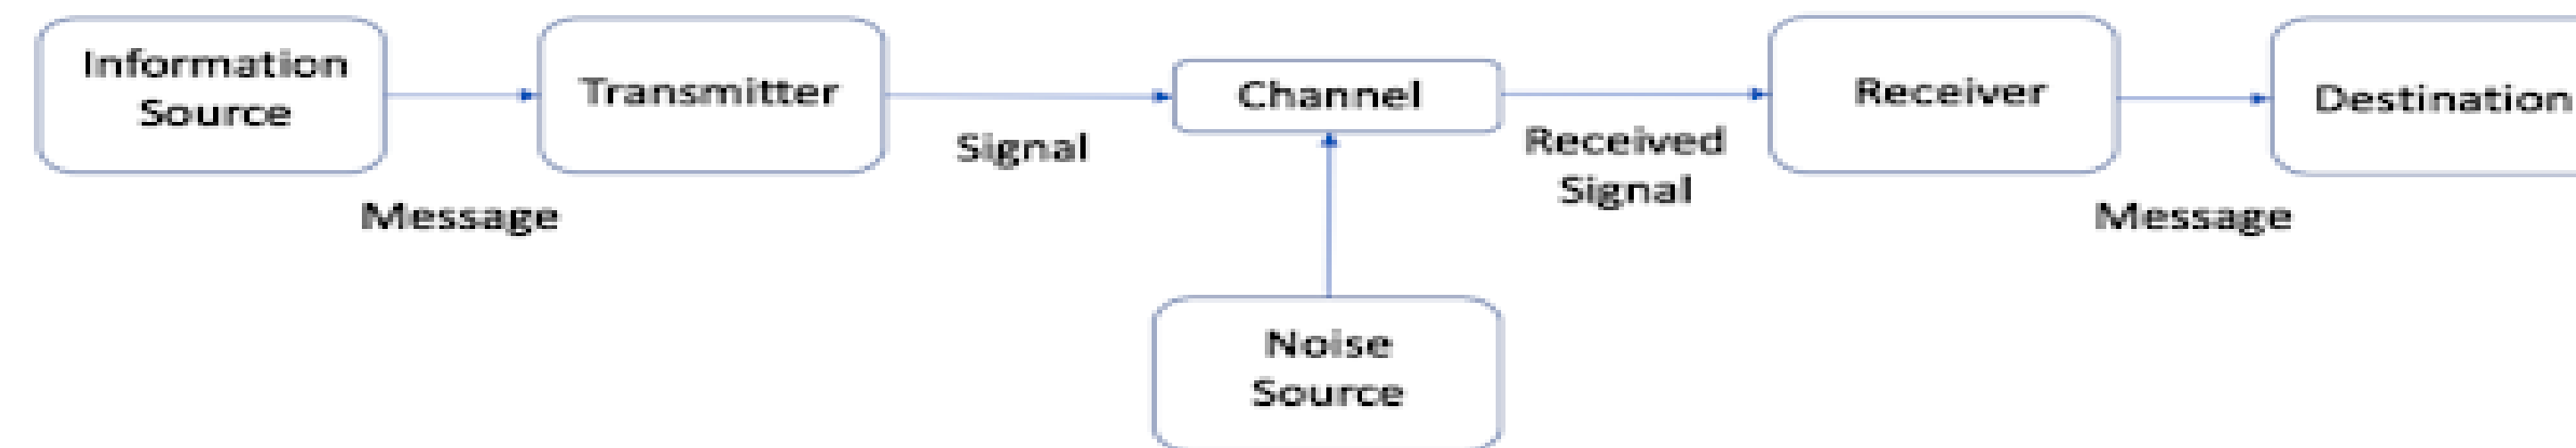 Information
Source
Transmitter
Channel
Receiver
Destination
Signal
Received
Signal
Message
Message
Noise
Source